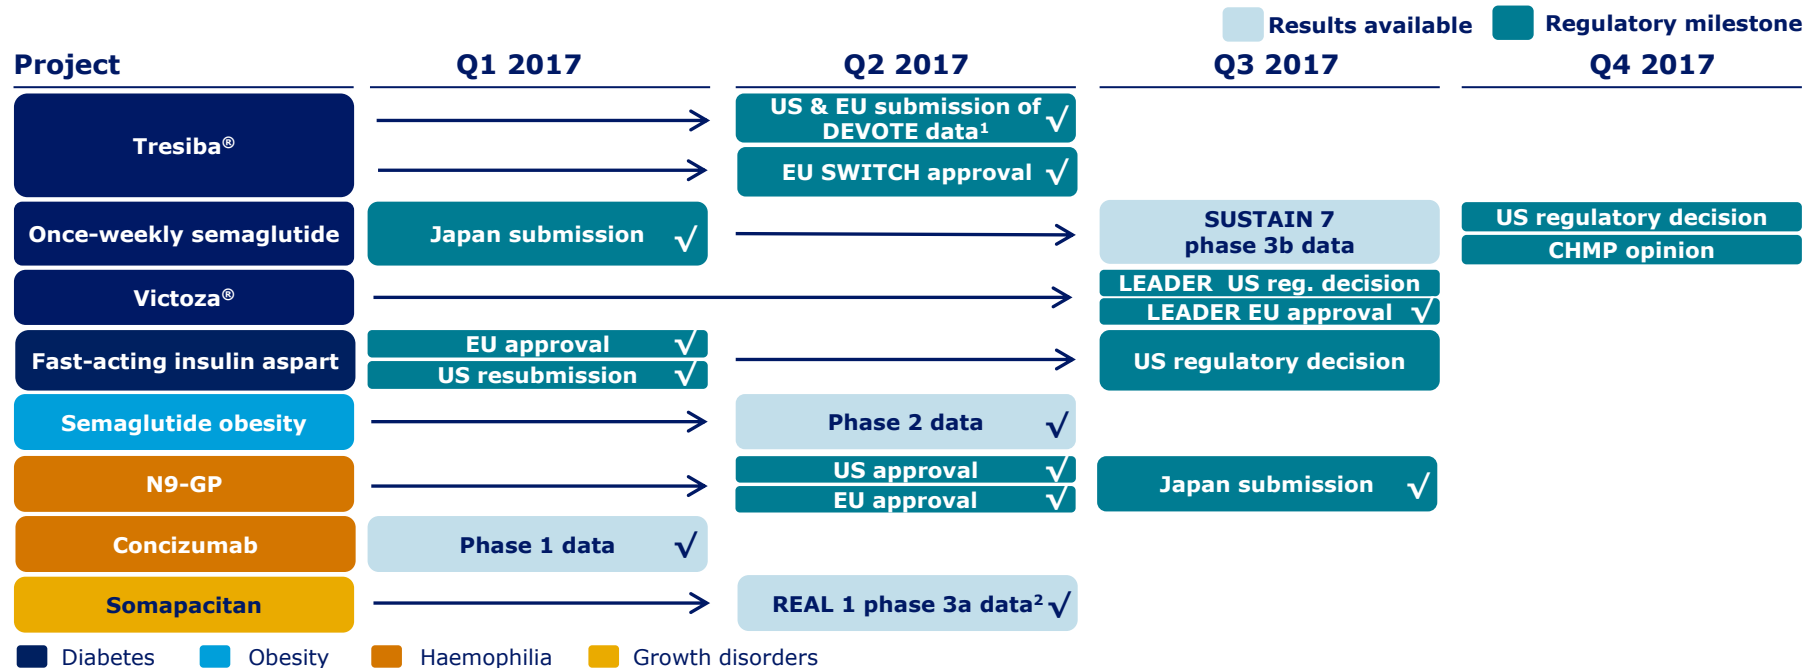 Results available Regulatory milestone
Project Q1 2017 Q2 2017 Q3 2017 Q4 2017
Tresiba®
US & EU submission of
DEVOTE data¹ √
EU SWITCH approval √
Once-weekly semaglutide
Japan submission √
SUSTAIN 7
phase 3b data
US regulatory decision
CHMP opinion
Victoza®
LEADER US reg. decision
LEADER EU approval √
Fast-acting insulin aspart
EU approval √
US resubmission √
US regulatory decision
Semaglutide obesity
Phase 2 data √
N9-GP
US approval √
EU approval √
Japan submission √
Concizumab
Phase 1 data √
Somapacitan
REAL 1 phase 3a data² √
Diabetes Obesity Haemophilia Growth disorders